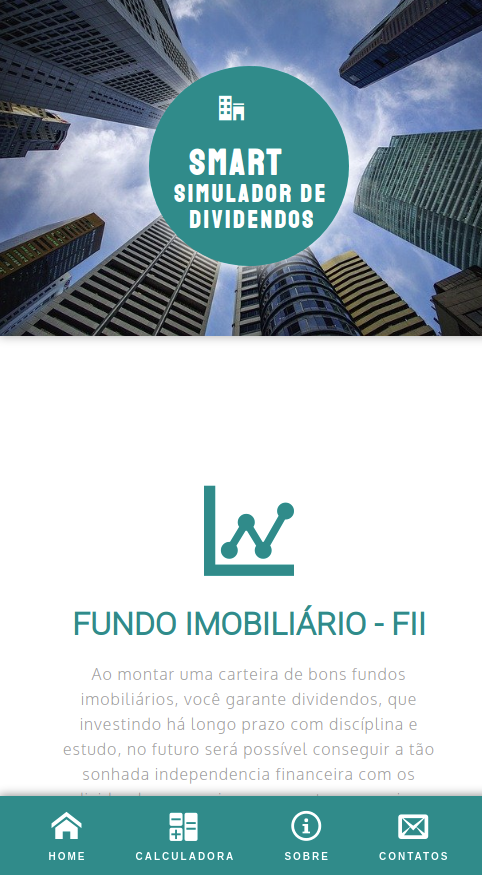 SMART
SIMULADOR DE
DIVIDENDOS
FUNDO IMOBILIÁRIO - FII
Ao montar uma carteira de bons fundos
imobiliários, você garante dividendos, que
investindo há longo prazo com discíplina e
estudo, no futuro será possível conseguir a tão
sonhada independencia financeira com os
HOME
CALCULADORA
SOBRE
CONTATOS